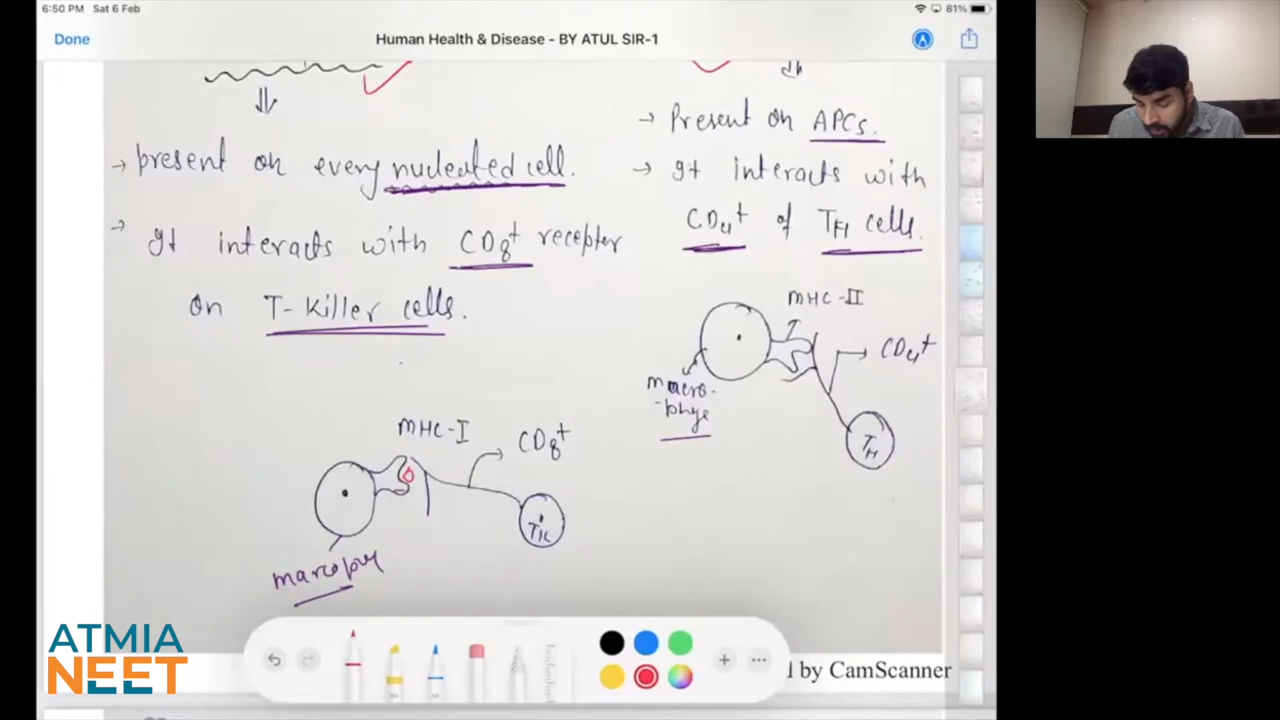 6:50 PM Sat 6 Feb
81%
Done
Human Health & Disease - BY ATUL SIR-1
→ present on every nucleated cell.
→ It interacts with CD8+ receptor
on T-Killer cells.
→ Present on APCs.
→ It interacts with
CD4+ of TH cells.
MHC-II
CD4+
macro-
-phge
TH
MHC-I
CD8+
TK
ATMIA
NEET
d by CamScanner